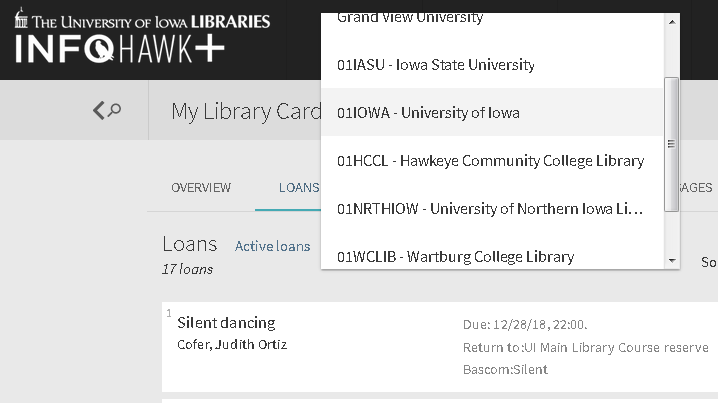 THE UNIVERSITY OF IOWA LIBRARIES
INFOHAWK+
Grand View University
01IASU - Iowa State University
01IOWA - University of Iowa
01HCCL - Hawkeye Community College Library
01NRTHIOW - University of Northern Iowa Li...
01WCLIB - Wartburg College Library
My Library Card
OVERVIEW
LOANS
AGES
Loans
Active loans
17 loans
So
1
Silent dancing
Cofer, Judith Ortiz
Due: 12/28/18, 22:00.
Return to:UI Main Library Course reserve
Bascom:Silent